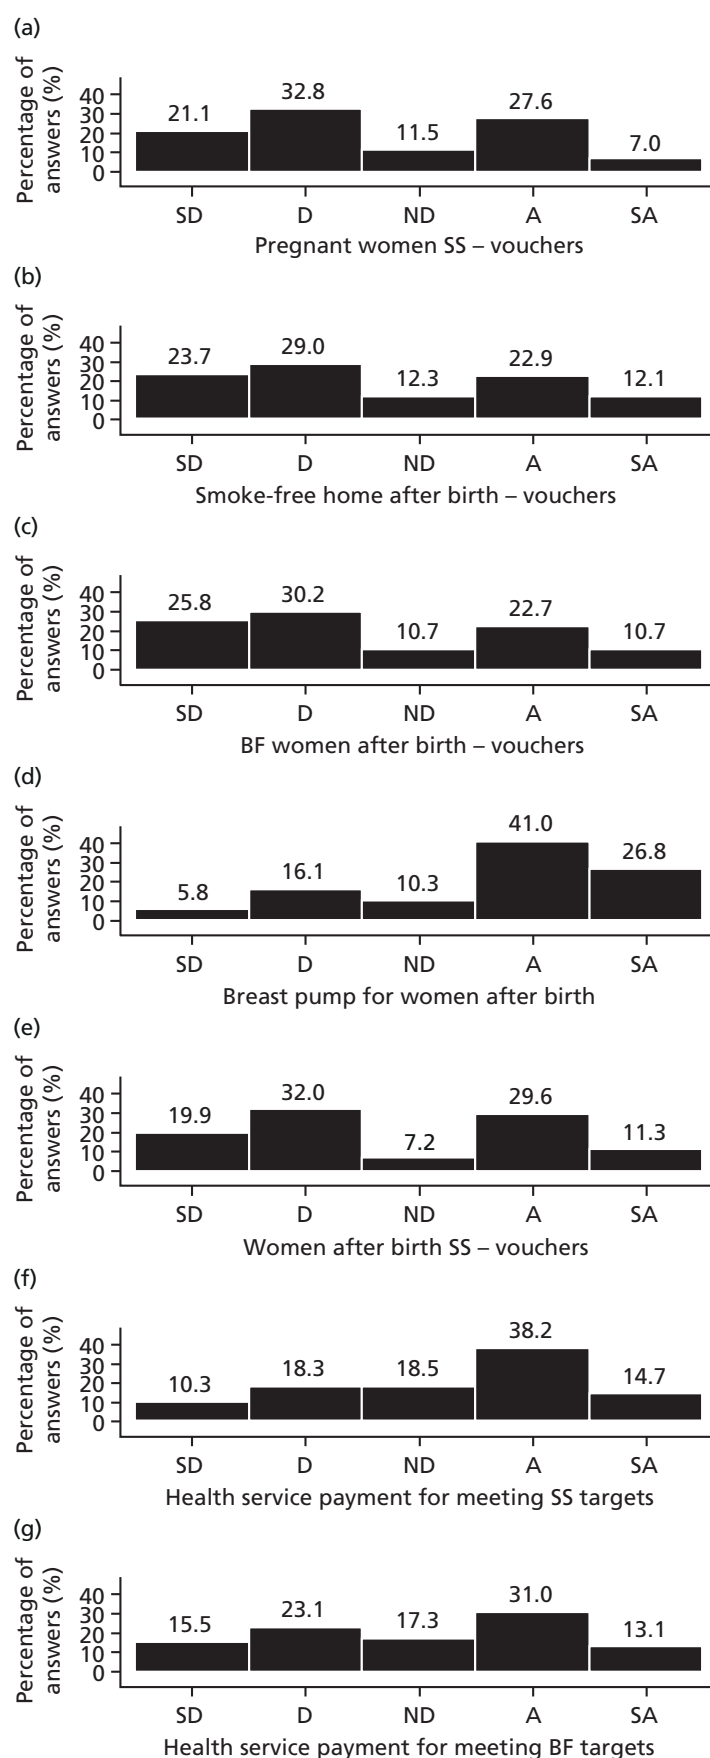 (a)
Percentage of
answers (%)
40
30
20
10
0
21.1
32.8
11.5
27.6
7.0
SD
D
ND
A
SA
Pregnant women SS – vouchers
(b)
Percentage of
answers (%)
40
30
20
10
0
23.7
29.0
12.3
22.9
12.1
SD
D
ND
A
SA
Smoke-free home after birth – vouchers
(c)
Percentage of
answers (%)
40
30
20
10
0
25.8
30.2
10.7
22.7
10.7
SD
D
ND
A
SA
BF women after birth – vouchers
(d)
Percentage of
answers (%)
40
30
20
10
0
5.8
16.1
10.3
41.0
26.8
SD
D
ND
A
SA
Breast pump for women after birth
(e)
Percentage of
answers (%)
40
30
20
10
0
19.9
32.0
7.2
29.6
11.3
SD
D
ND
A
SA
Women after birth SS – vouchers
(f)
Percentage of
answers (%)
40
30
20
10
0
10.3
18.3
18.5
38.2
14.7
SD
D
ND
A
SA
Health service payment for meeting SS targets
(g)
Percentage of
answers (%)
40
30
20
10
0
15.5
23.1
17.3
31.0
13.1
SD
D
ND
A
SA
Health service payment for meeting BF targets